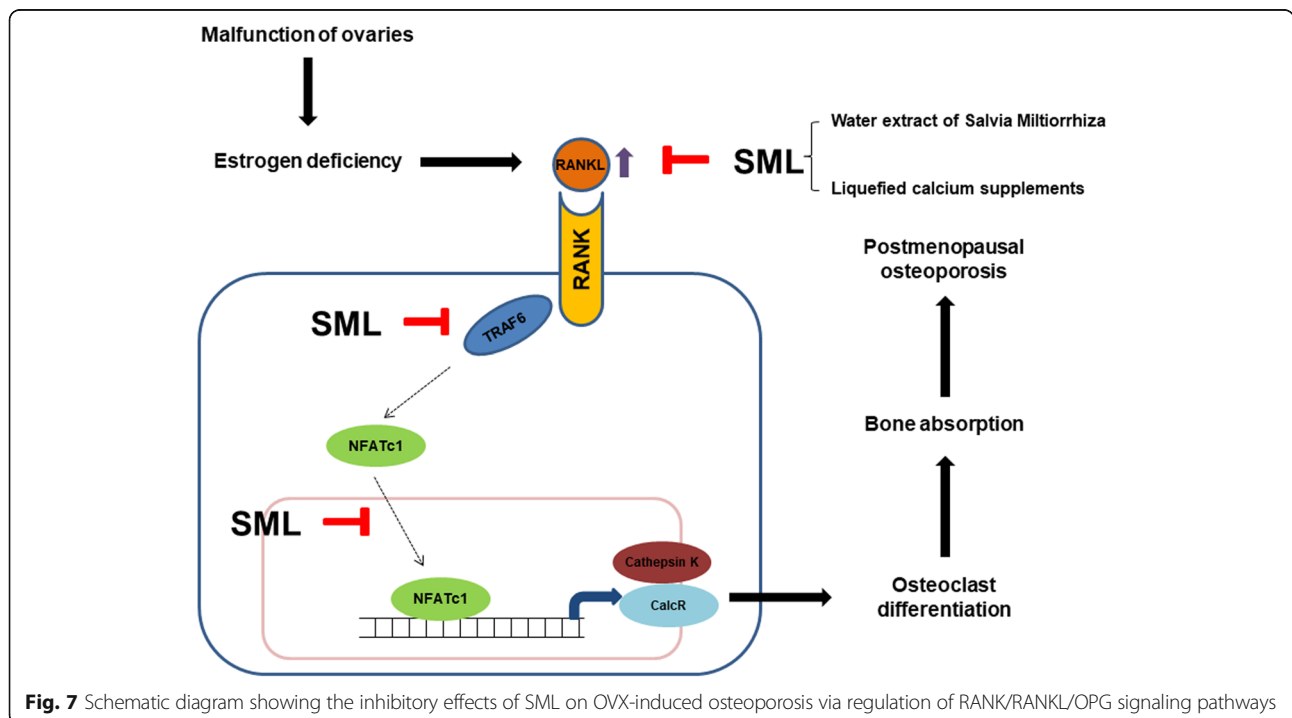 Malfunction of ovaries
Estrogen deficiency
RANKL
SML
Water extract of Salvia Miltiorrhiza
Liquefied calcium supplements
RANK
Postmenopausal
osteoporosis
SML
TRAF6
NFATc1
Bone absorption
SML
Cathepsin K
NFATc1
CalcR
Osteoclast
differentiation
Fig. 7 Schematic diagram showing the inhibitory effects of SML on OVX-induced osteoporosis via regulation of RANK/RANKL/OPG signaling pathways